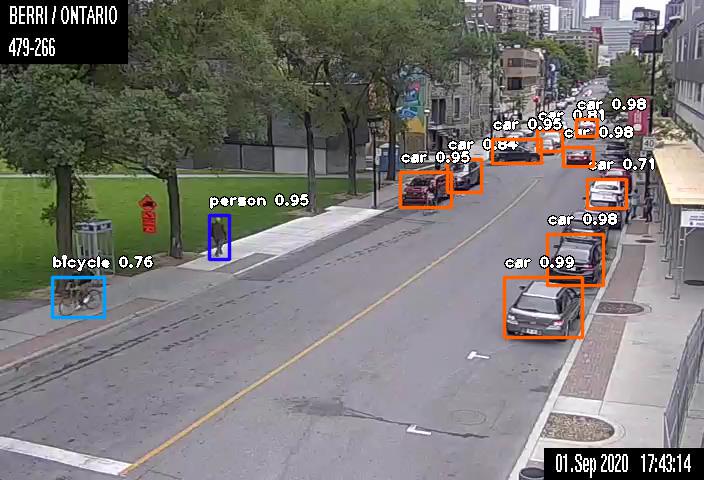 BERRI / ONTARIO
479-266
car 0.98
car 0.81
car 0.95
car 0.98
car 0.84
car 0.95
car 0.71
person 0.95
car 0.98
bicycle 0.76
car 0.99
40
01.Sep 2020 17:43:14